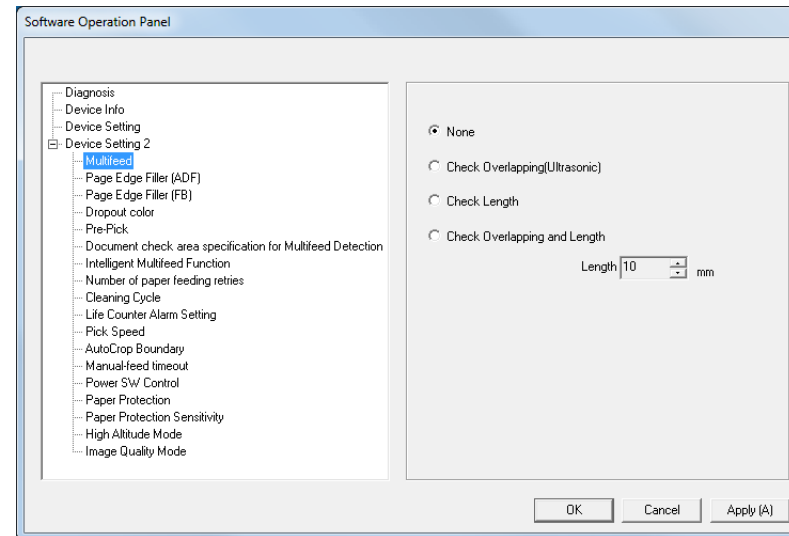 Software Operation Panel
Diagnosis
Device Info
Device Setting
Device Setting 2
Multifeed
Page Edge Filler (ADF)
Page Edge Filler (FB)
Dropout color
Pre-Pick
Document check area specification for Multifeed Detection
Intelligent Multifeed Function
Number of paper feeding retries
Cleaning Cycle
Life Counter Alarm Setting
Pick Speed
AutoCrop Boundary
Manual-feed timeout
Power SW Control
Paper Protection
Paper Protection Sensitivity
High Altitude Mode
Image Quality Mode
None
Check Overlapping(Ultrasonic)
Check Length
Check Overlapping and Length
Length 10 mm
OK Cancel Apply (A)